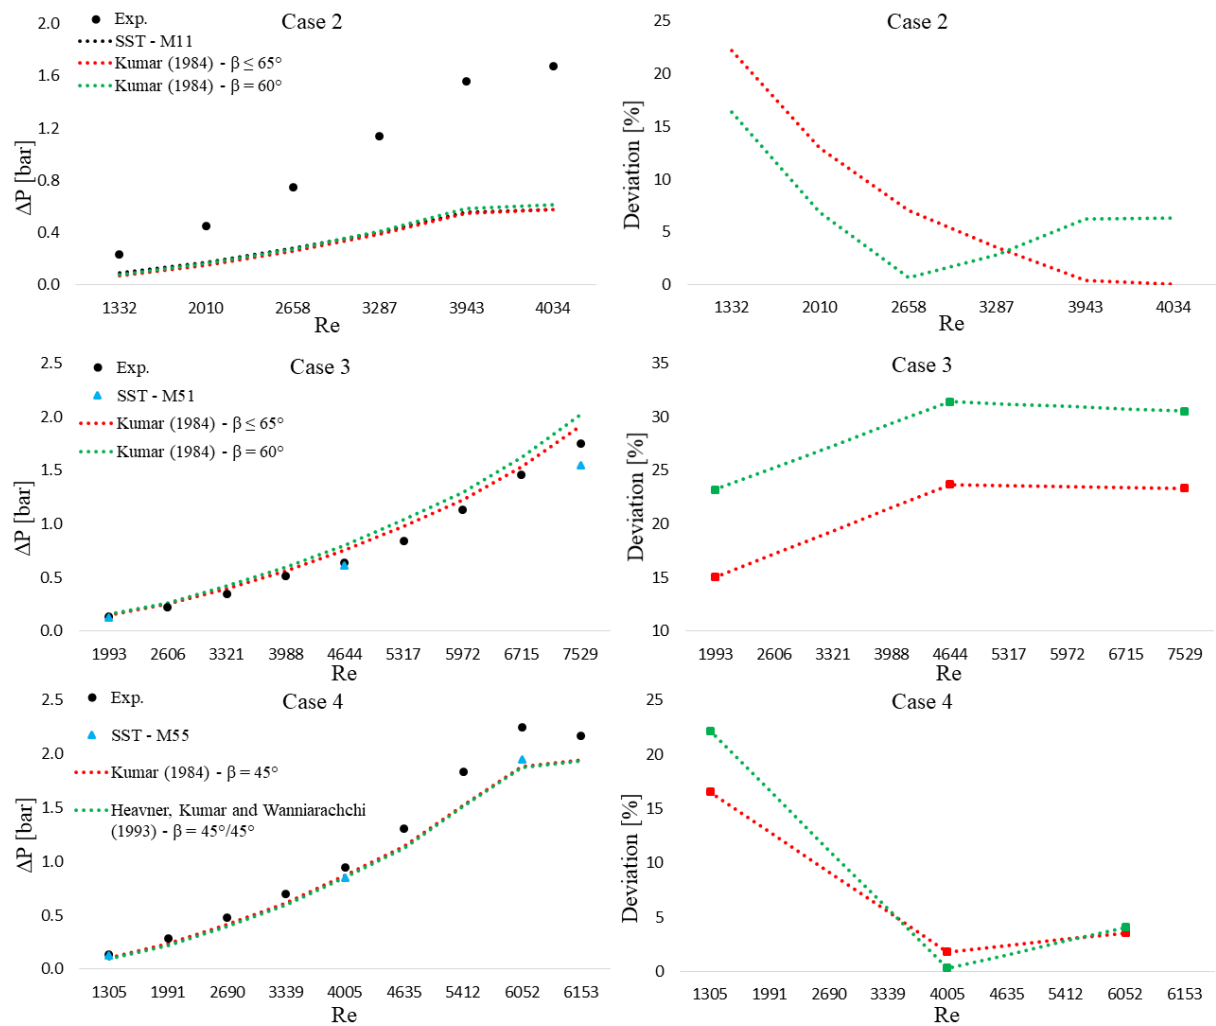 Case 2
Exp.
SST - M11
Kumar (1984) - β ≤ 65°
Kumar (1984) - β = 60°
ΔP [bar]
2.0
1.6
1.2
0.8
0.4
0.0
1332 2010 2658 3287 3943 4034
Re
Case 2
Deviation [%]
25
20
15
10
5
0
1332 2010 2658 3287 3943 4034
Re
Case 3
Exp.
SST - M51
Kumar (1984) - β ≤ 65°
Kumar (1984) - β = 60°
ΔP [bar]
2.5
2.0
1.5
1.0
0.5
0.0
1993 2606 3321 3988 4644 5317 5972 6715 7529
Re
Case 3
Deviation [%]
35
30
25
20
15
10
1993 2606 3321 3988 4644 5317 5972 6715 7529
Re
Case 4
Exp.
SST - M55
Kumar (1984) - β = 45°
Heavner, Kumar and Wanniarachchi
(1993) - β = 45°/45°
ΔP [bar]
2.5
2.0
1.5
1.0
0.5
0.0
1305 1991 2690 3339 4005 4635 5412 6052 6153
Re
Case 4
Deviation [%]
25
20
15
10
5
0
1305 1991 2690 3339 4005 4635 5412 6052 6153
Re